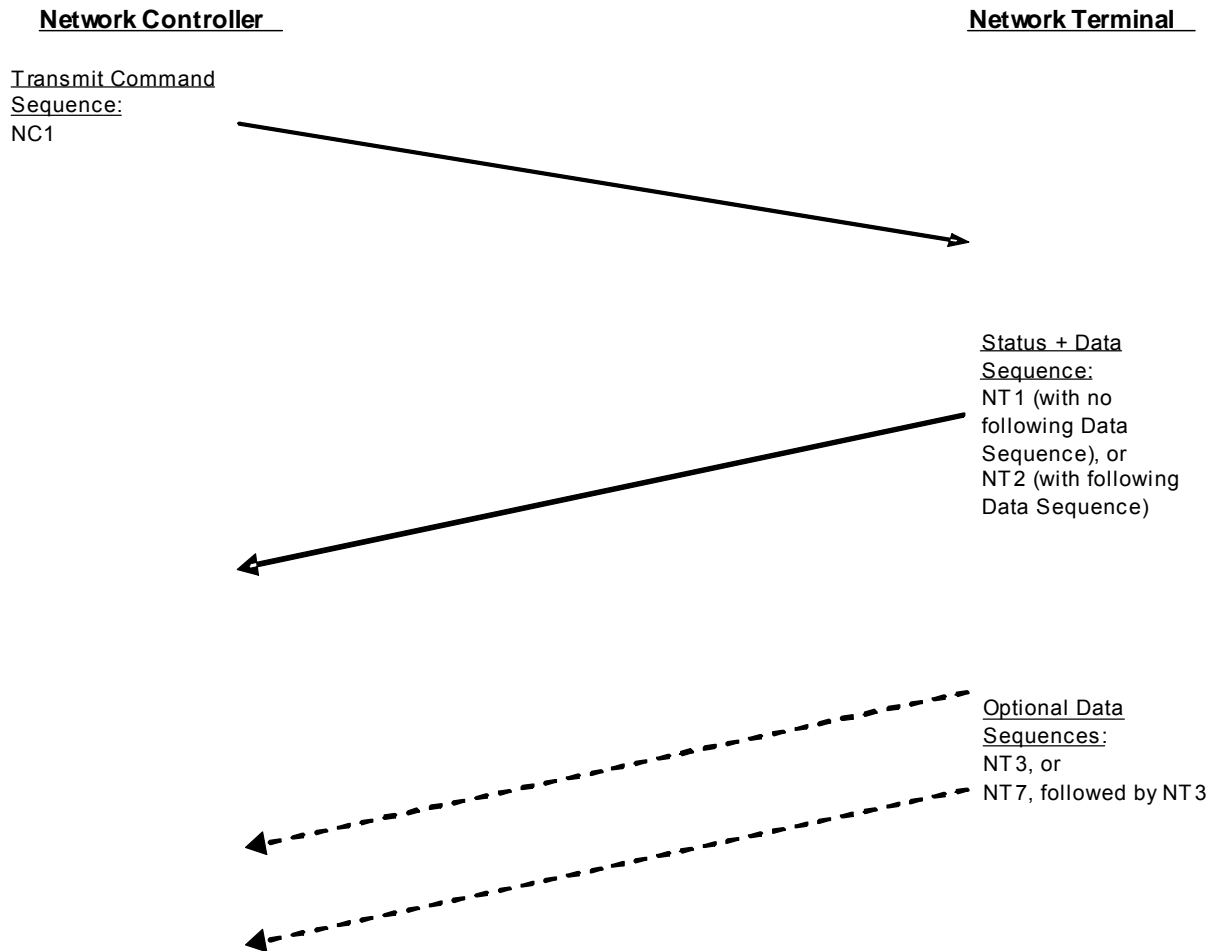 Network Controller
Network Terminal
Transmit Command
Sequence:
NC1
Status + Data
Sequence:
NT1 (with no
following Data
Sequence), or
NT2 (with following
Data Sequence)
Optional Data
Sequences:
NT3, or
NT7, followed by NT3